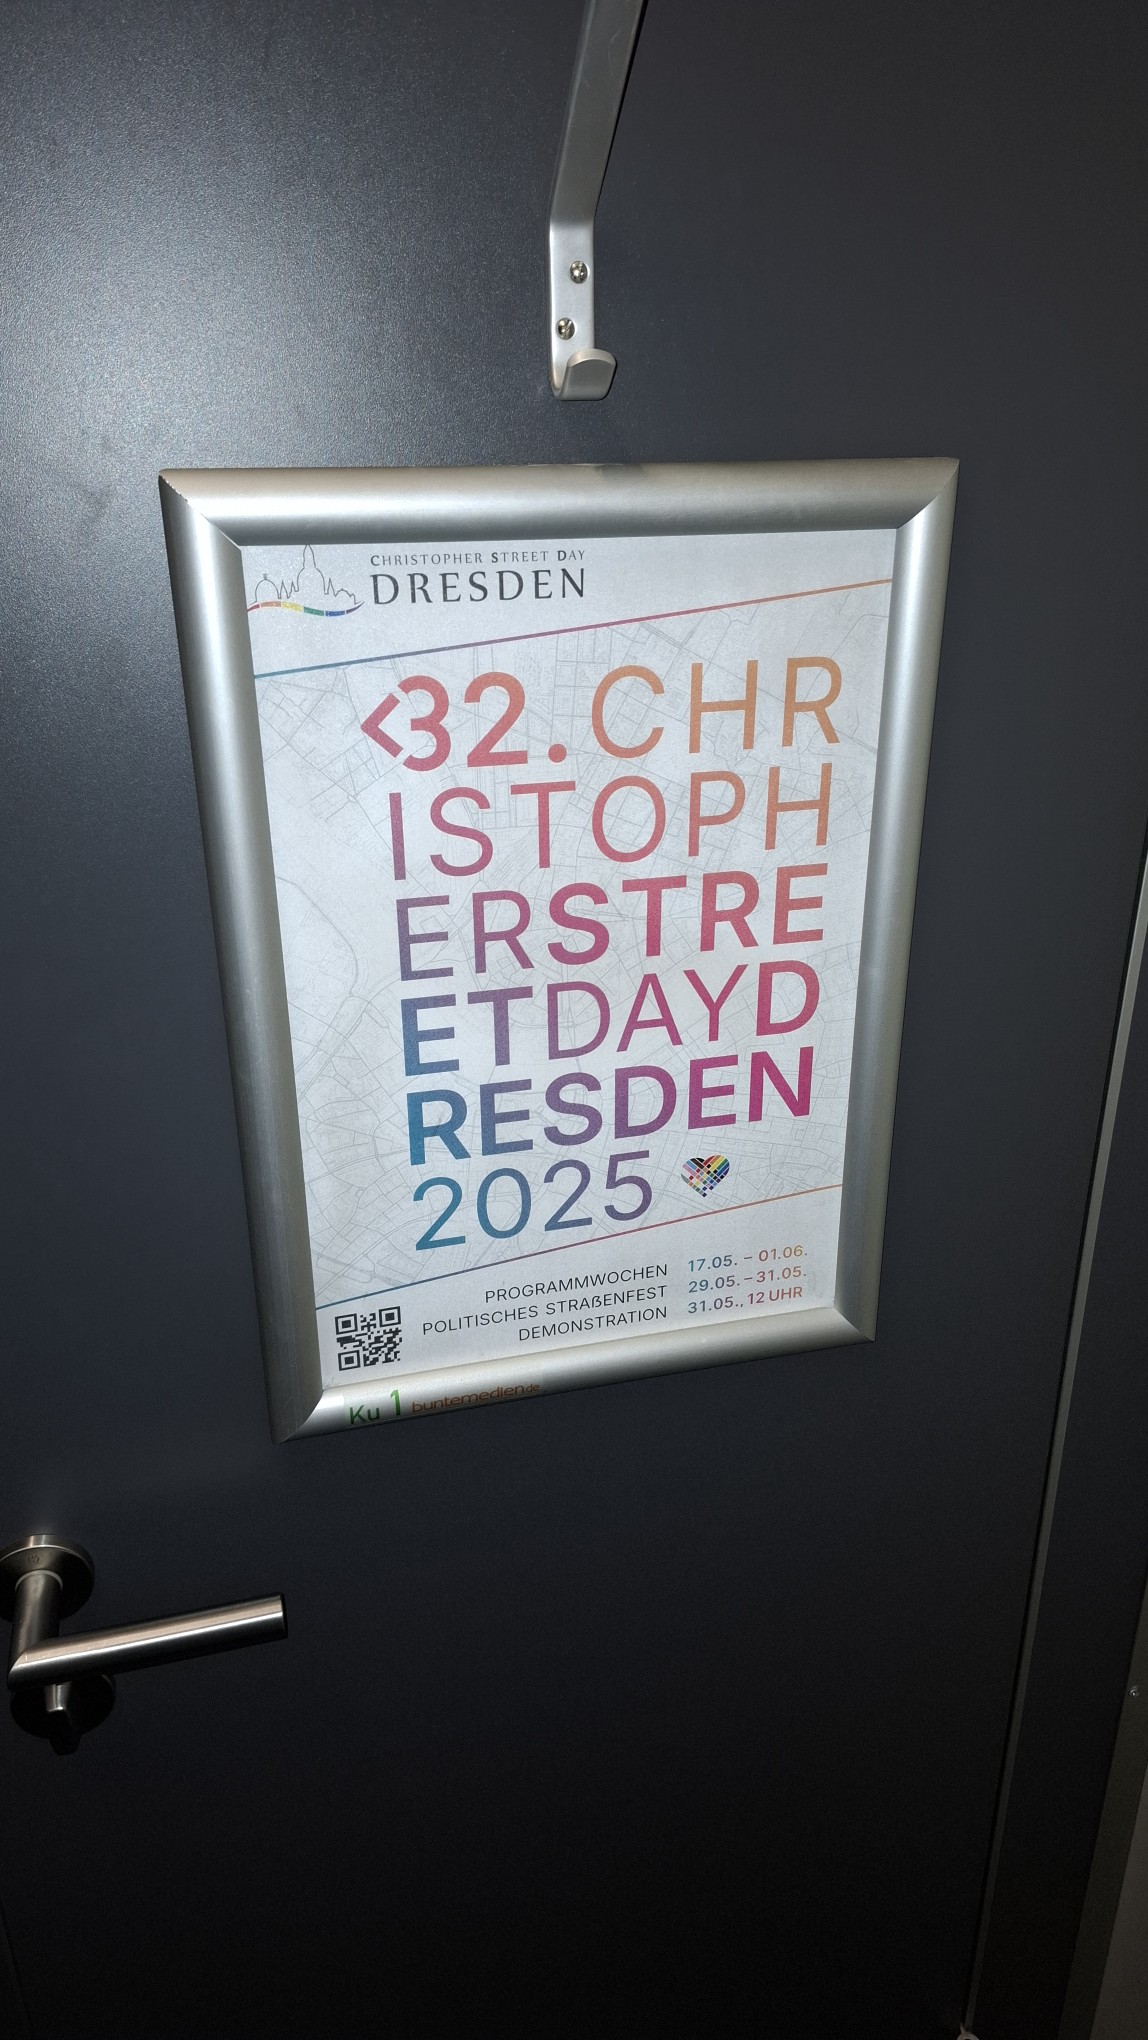 CHRISTOPHER STREET DAY
DRESDEN
<32. CHR
ISTOPH
ERSTRE
ETDAYD
RESDEN
2025
PROGRAMMWOCHEN 17.05. – 01.06.
POLITISCHES STRAßENFEST 29.05. – 31.05.
DEMONSTRATION 31.05., 12 UHR
Ku 1 buntemedien.de